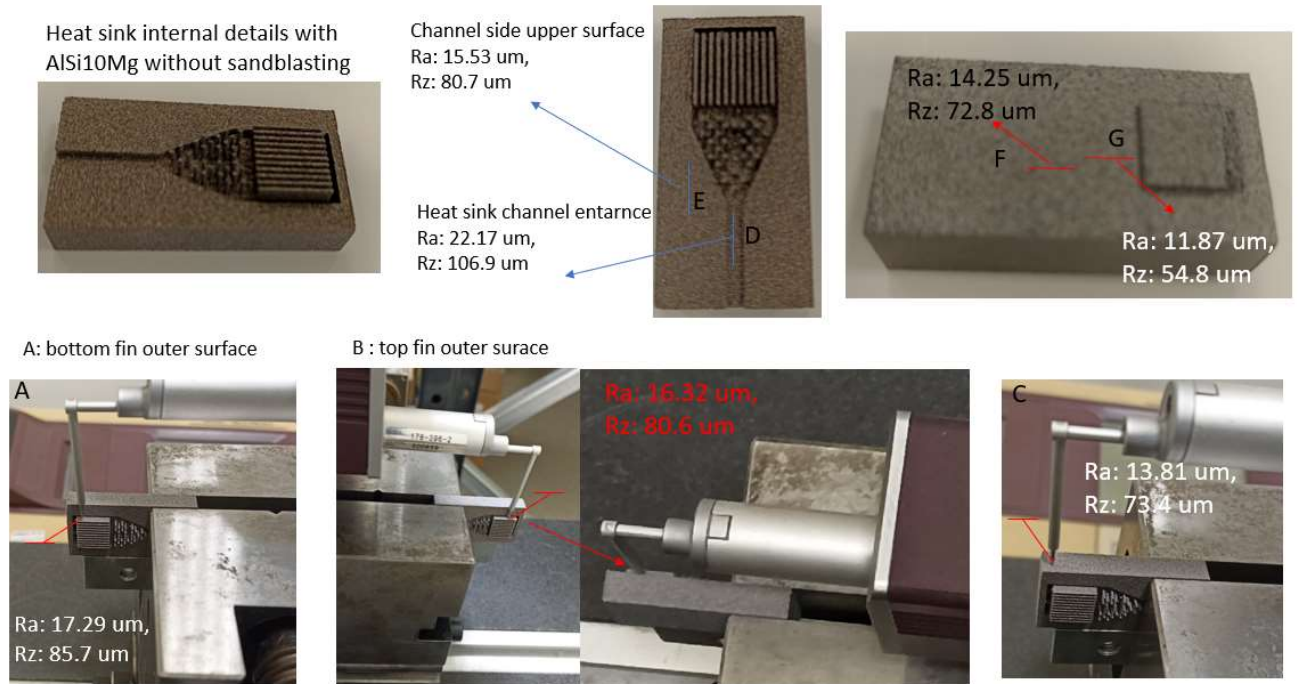 Heat sink internal details with
AlSi10Mg without sandblasting
Channel side upper surface
Ra: 15.53 um,
Rz: 80.7 um
E
Heat sink channel entarnce
Ra: 22.17 um,
Rz: 106.9 um
D
Ra: 14.25 um,
Rz: 72.8 um
F
G
Ra: 11.87 um,
Rz: 54.8 um
A: bottom fin outer surface
A
Ra: 17.29 um,
Rz: 85.7 um
B : top fin outer surace
178-396-2
Ra: 16.32 um,
Rz: 80.6 um
C
Ra: 13.81 um,
Rz: 73.4 um